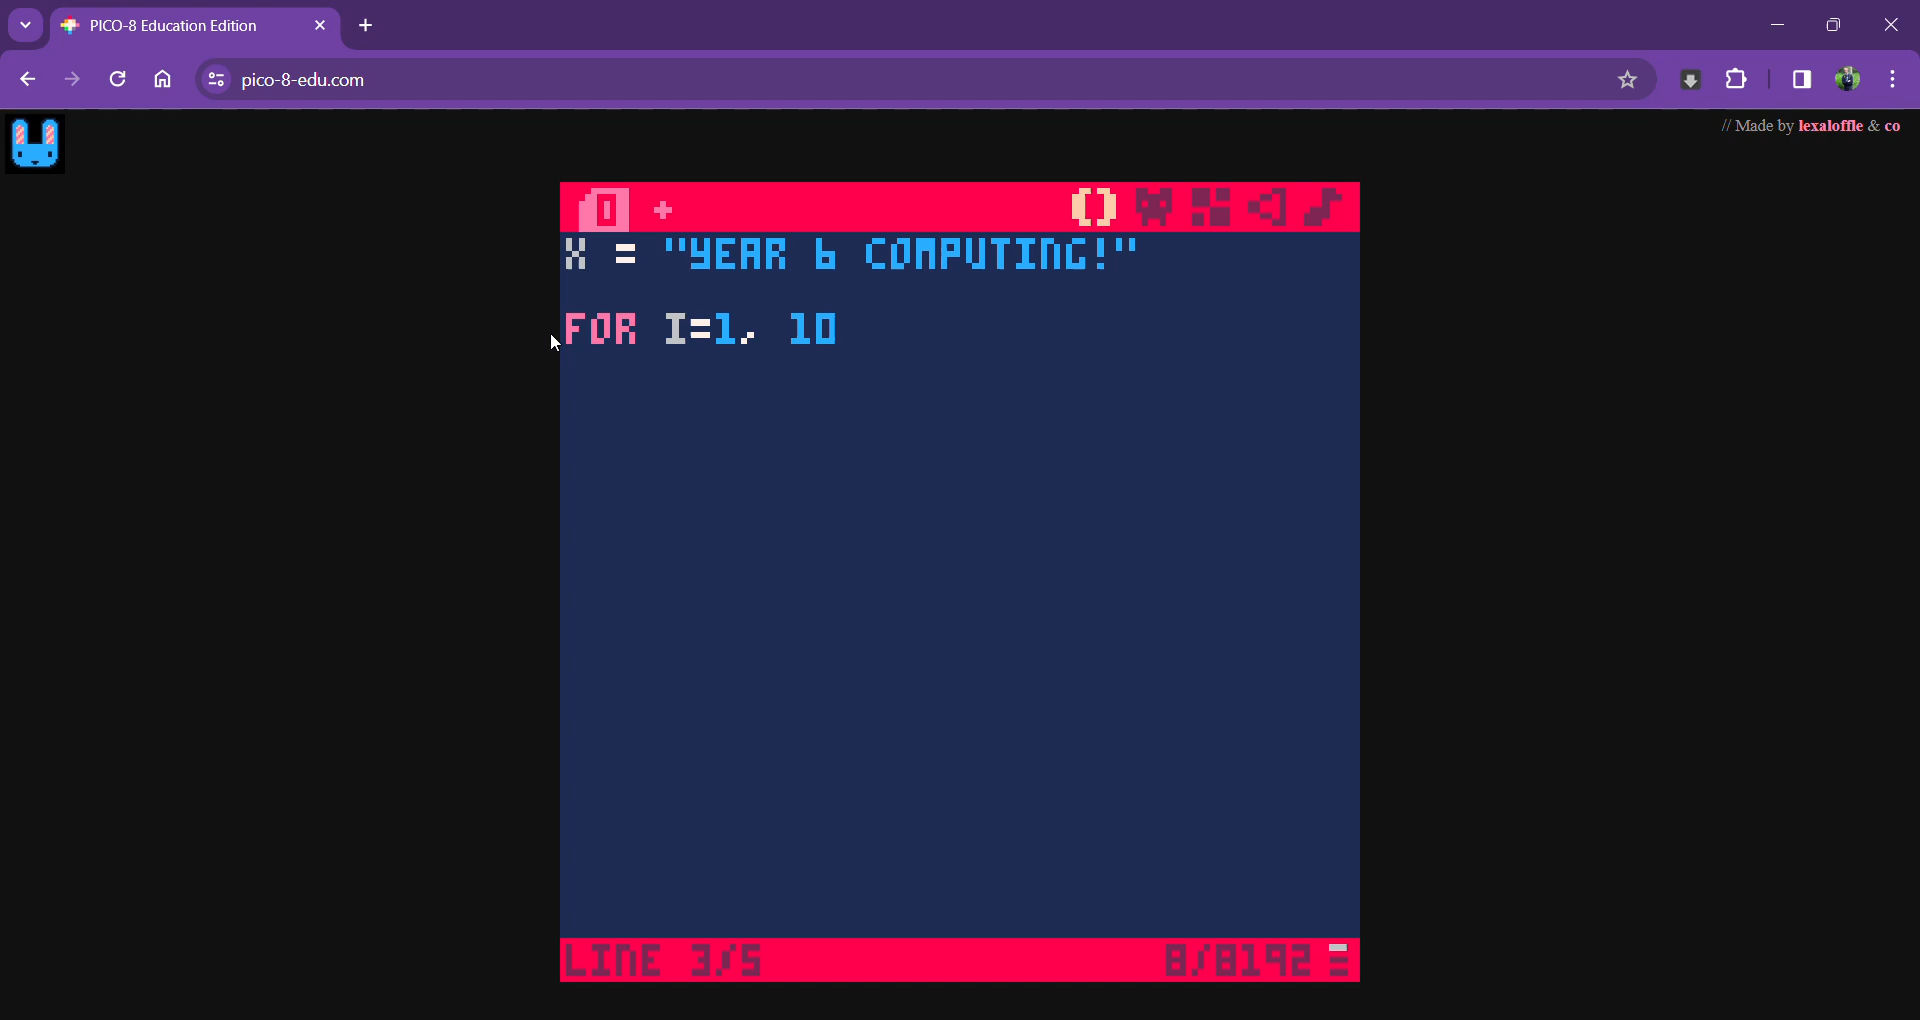 PICO-8 Education Edition
pico-8-edu.com
// Made by lexaloffle & co
0 +
X = "YEAR 6 COMPUTING!"
FOR I=1, 10
LINE 3/5
8/8192